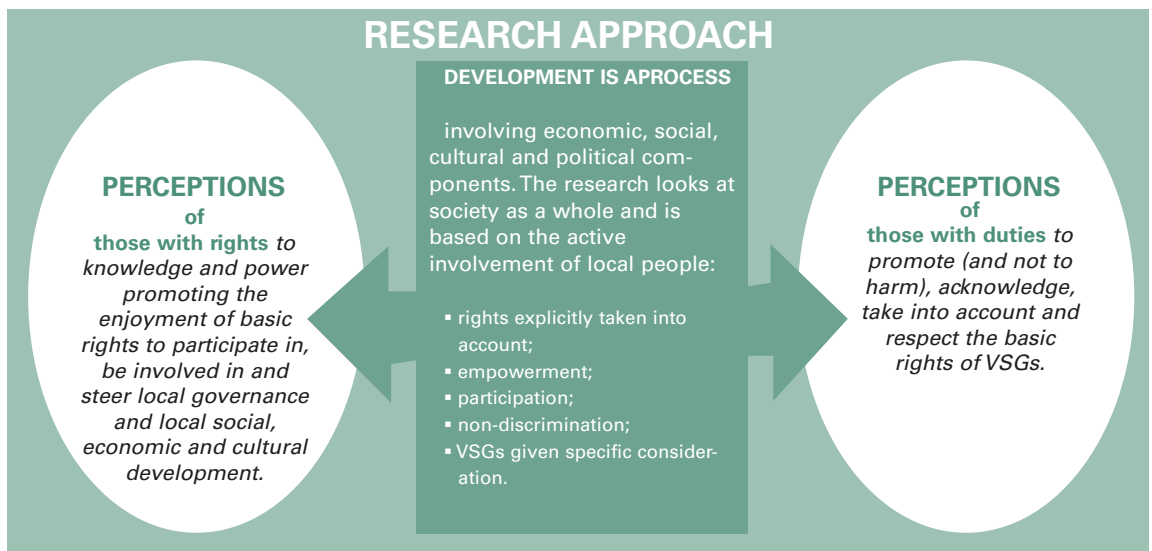 RESEARCH APPROACH
PERCEPTIONS
of
those with rights to
knowledge and power
promoting the
enjoyment of basic
rights to participate in,
be involved in and
steer local governance
and local social,
economic and cultural
development.
DEVELOPMENT IS APROCESS
involving economic, social,
cultural and political com-
ponents. The research looks at
society as a whole and is
based on the active
involvement of local people:
▪ rights explicitly taken into
account;
▪ empowerment;
▪ participation;
▪ non-discrimination;
▪ VSGs given specific consider-
ation.
PERCEPTIONS
of
those with duties to
promote (and not to
harm), acknowledge,
take into account and
respect the basic
rights of VSGs.